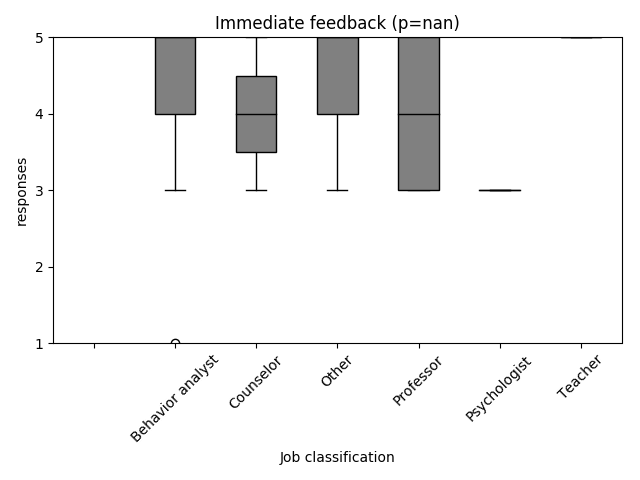 Immediate feedback (p=nan)
5
4
3
2
1
responses
Behavior analyst
Counselor
Other
Professor
Psychologist
Teacher
Job classification